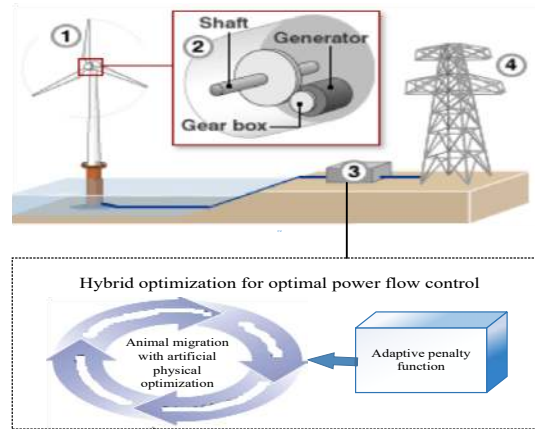 1
2
Shaft
Generator
Gear box
4
3
Hybrid optimization for optimal power flow control
Animal migration
with artificial
physical
optimization
Adaptive penalty
function